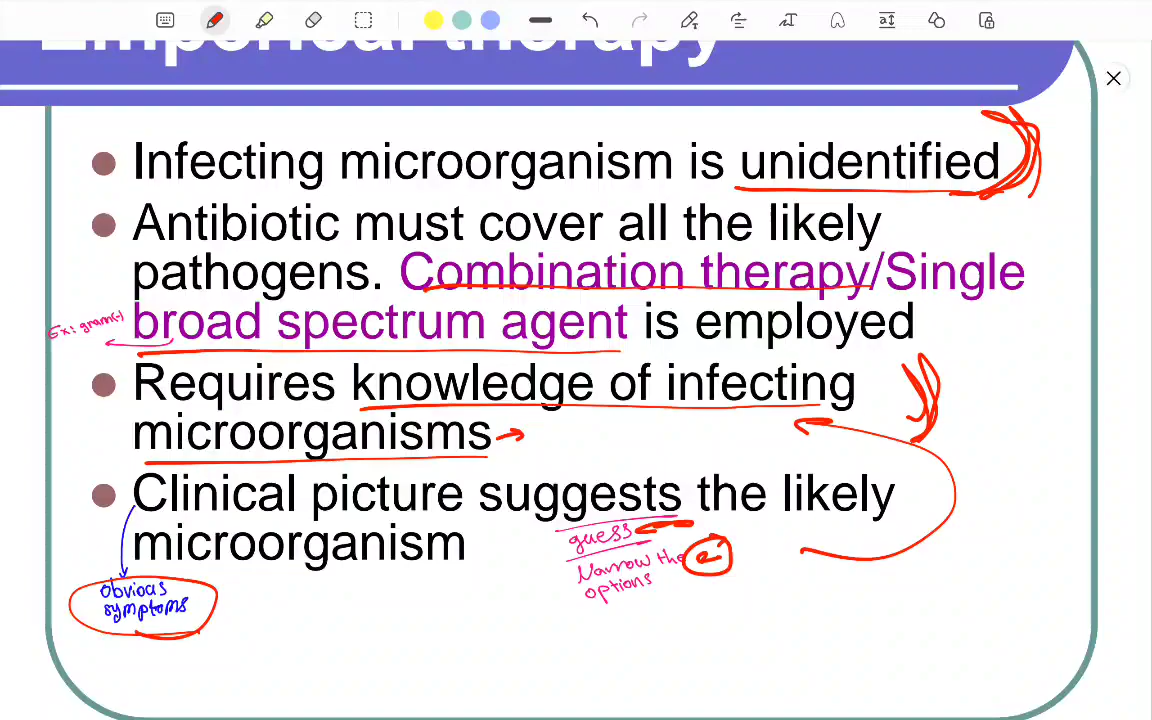 Emperical therapy
Infecting microorganism is unidentified
Antibiotic must cover all the likely
pathogens. Combination therapy/Single
Ex: gram(-)
broad spectrum agent is employed
Requires knowledge of infecting
microorganisms
Clinical picture suggests the likely
microorganism
guess
Narrow the
options
obvious
symptoms